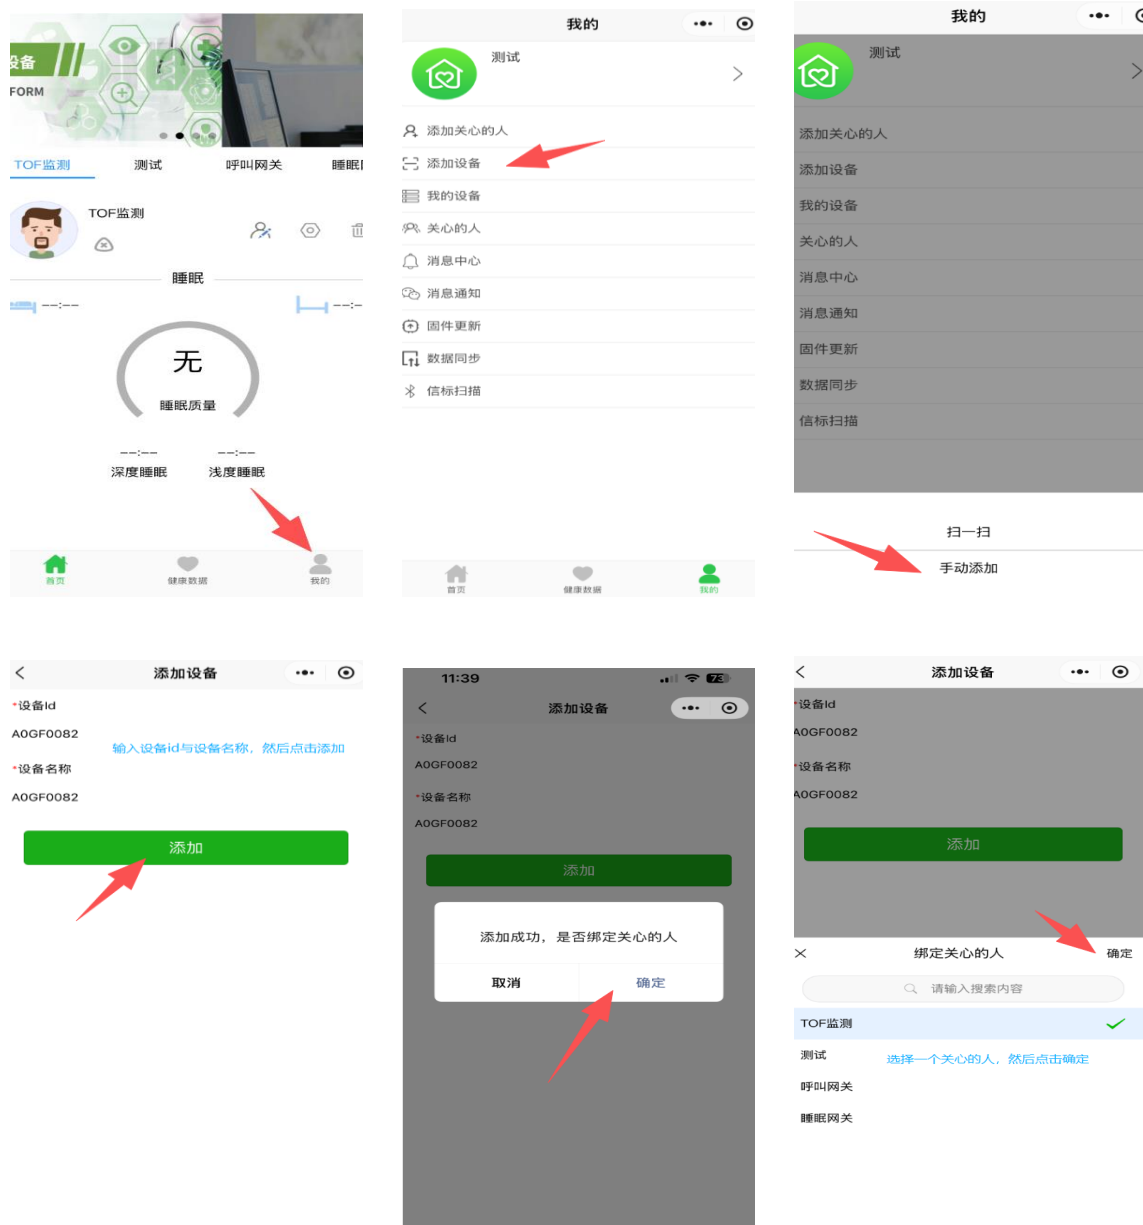 设备
FORM
TOF监测 测试 呼叫网关 睡眠
TOF监测
睡眠
--:-- --:-
无
睡眠质量
--:-- --:--
深度睡眠 浅度睡眠
首页 健康数据 我的
我的
测试
添加关心的人
添加设备
我的设备
关心的人
消息中心
消息通知
固件更新
数据同步
信标扫描
首页 健康数据 我的
我的
测试
添加关心的人
添加设备
我的设备
关心的人
消息中心
消息通知
固件更新
数据同步
信标扫描
扫一扫
手动添加
添加设备
*设备Id
A0GF0082
输入设备id与设备名称，然后点击添加
*设备名称
A0GF0082
添加
11:39 73
添加设备
*设备Id
A0GF0082
*设备名称
A0GF0082
添加
添加成功，是否绑定关心的人
取消 确定
添加设备
*设备Id
A0GF0082
*设备名称
A0GF0082
添加
绑定关心的人 确定
请输入搜索内容
TOF监测
测试
选择一个关心的人，然后点击确定
呼叫网关
睡眠网关